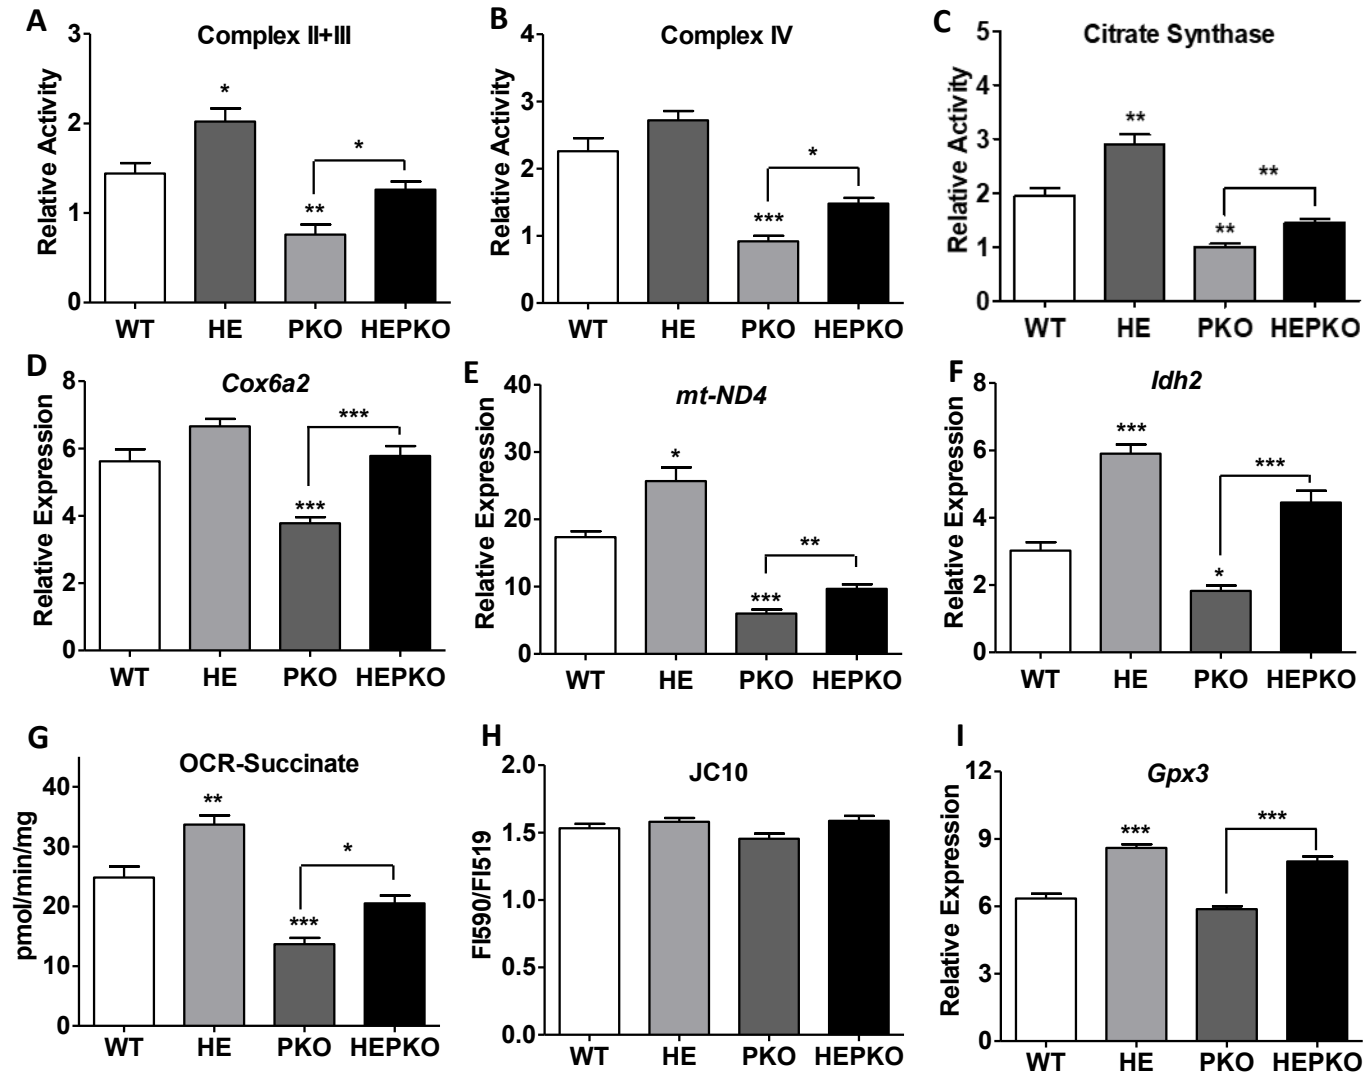 A
Complex II+III
Relative Activity
3
2
1
0
*
**
*
WT HE PKO HEPKO
B
Complex IV
Relative Activity
4
3
2
1
0
***
*
WT HE PKO HEPKO
C
Citrate Synthase
Relative Activity
5
4
3
2
1
0
**
**
**
WT HE PKO HEPKO
D
Cox6a2
Relative Expression
8
6
4
2
0
***
***
WT HE PKO HEPKO
E
mt-ND4
Relative Expression
40
30
20
10
0
*
***
**
WT HE PKO HEPKO
F
Idh2
Relative Expression
8
6
4
2
0
***
*
***
WT HE PKO HEPKO
G
OCR-Succinate
pmol/min/mg
40
30
20
10
0
**
***
*
WT HE PKO HEPKO
H
JC10
FI590/FI519
2.0
1.5
1.0
0.5
0.0
WT HE PKO HEPKO
I
Gpx3
Relative Expression
12
9
6
3
0
***
***
WT HE PKO HEPKO